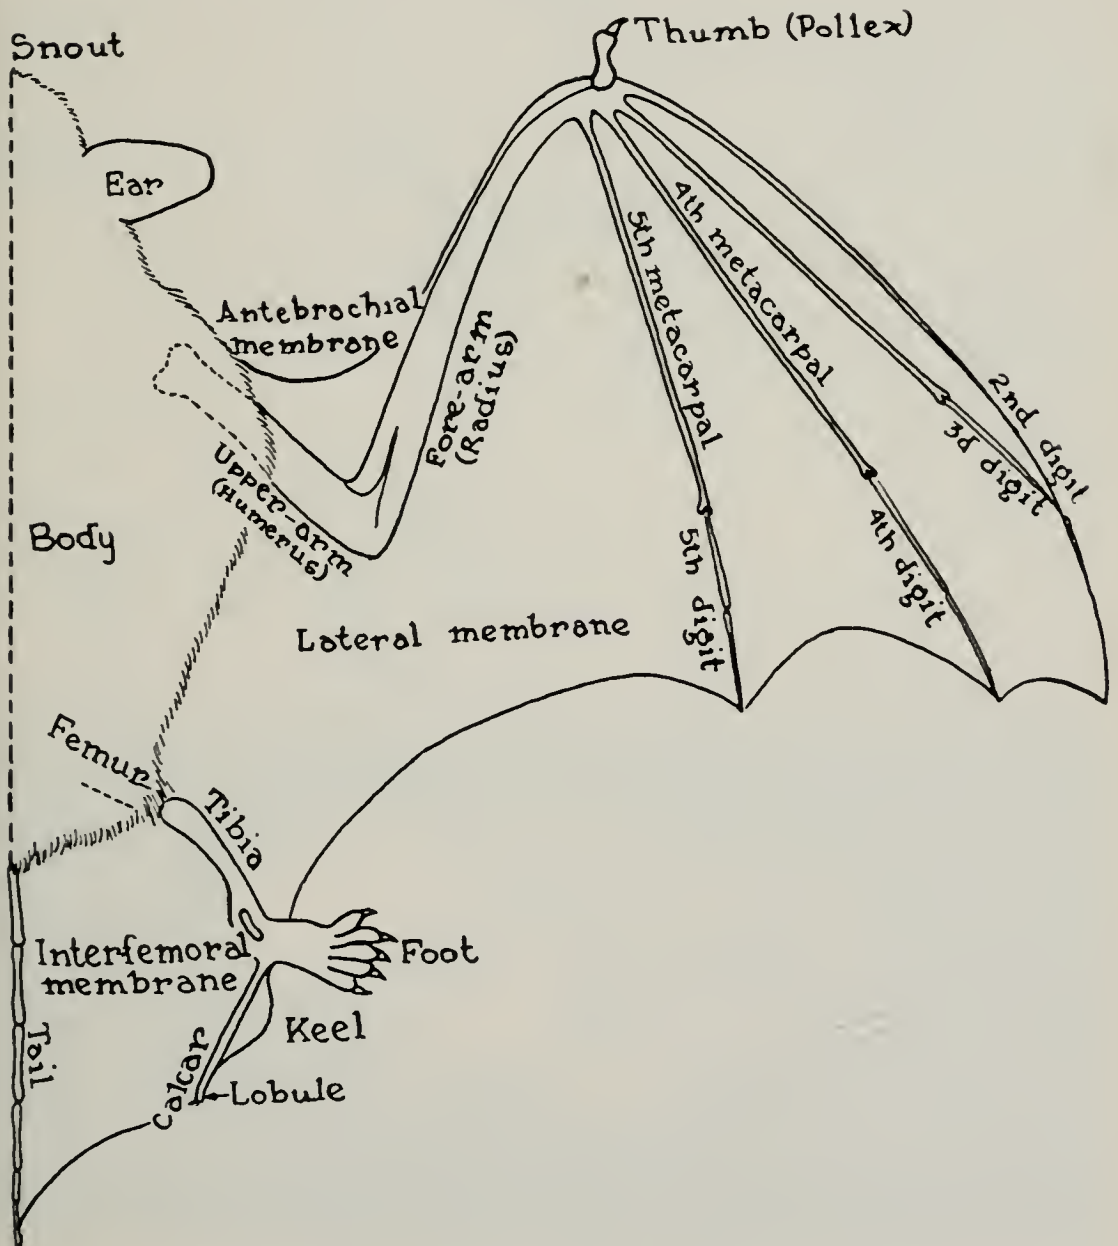 Thumb (Pollex)
Snout
Ear
Antebrachial
membrane
5th metacarpal
4th metacarpal
Fore-arm
(Radius)
2nd digit
3d digit
Upper-arm
(Humerus)
Body
5th digit
4th digit
Lateral membrane
Femur
Tibia
Interfemoral
membrane
Foot
Keel
Tail
Calcar
Lobule